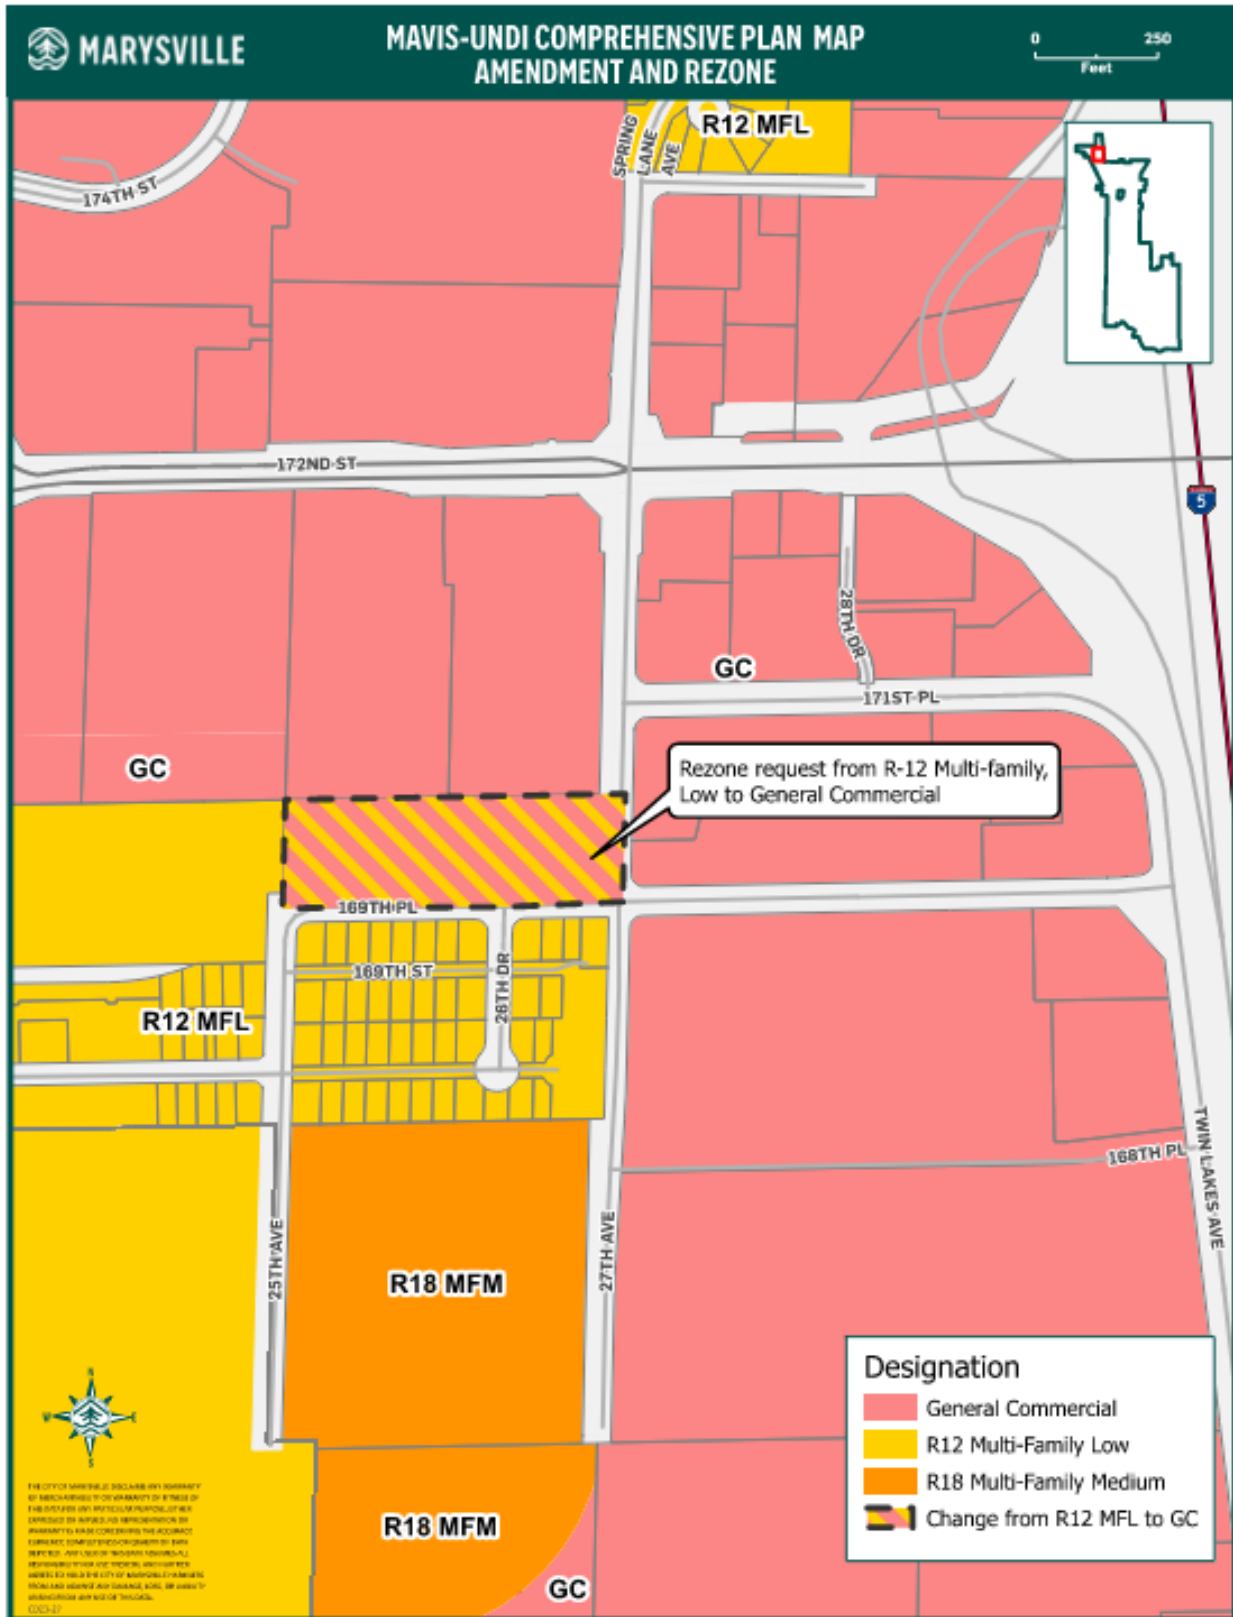 MARYSVILLE
MAVIS-UNDI COMPREHENSIVE PLAN MAP
AMENDMENT AND REZONE
0 250
Feet
R12 MFL
SPRING
LANE
AVE
174TH ST
172ND ST
5
28TH DR
GC
171ST PL
GC
Rezone request from R-12 Multi-family,
Low to General Commercial
169TH PL
169TH ST
26TH DR
R12 MFL
168TH PL
TWIN LAKES AVE
25TH AVE
27TH AVE
R18 MFM
N
W E
S
R18 MFM
GC
Designation
General Commercial
R12 Multi-Family Low
R18 Multi-Family Medium
Change from R12 MFL to GC